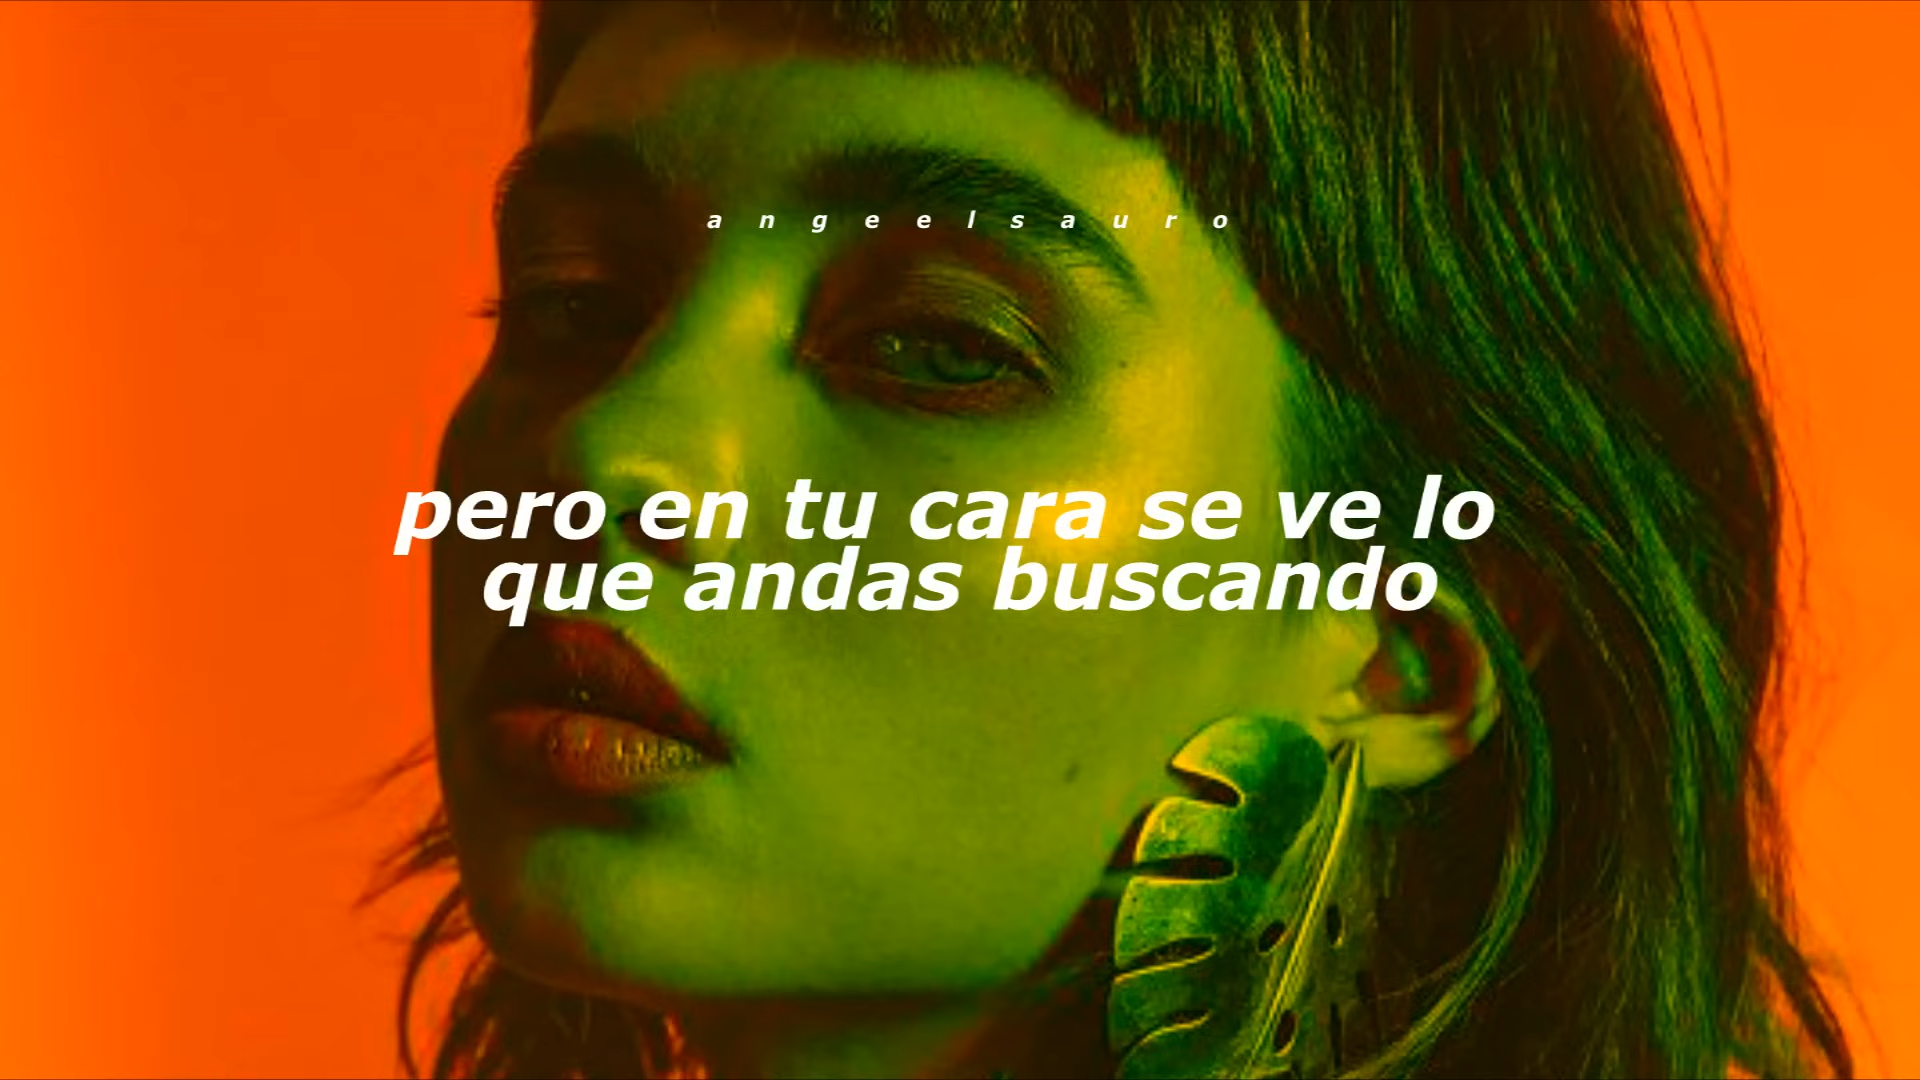 a n g e e l s a u r o
pero en tu cara se ve lo
que andas buscando